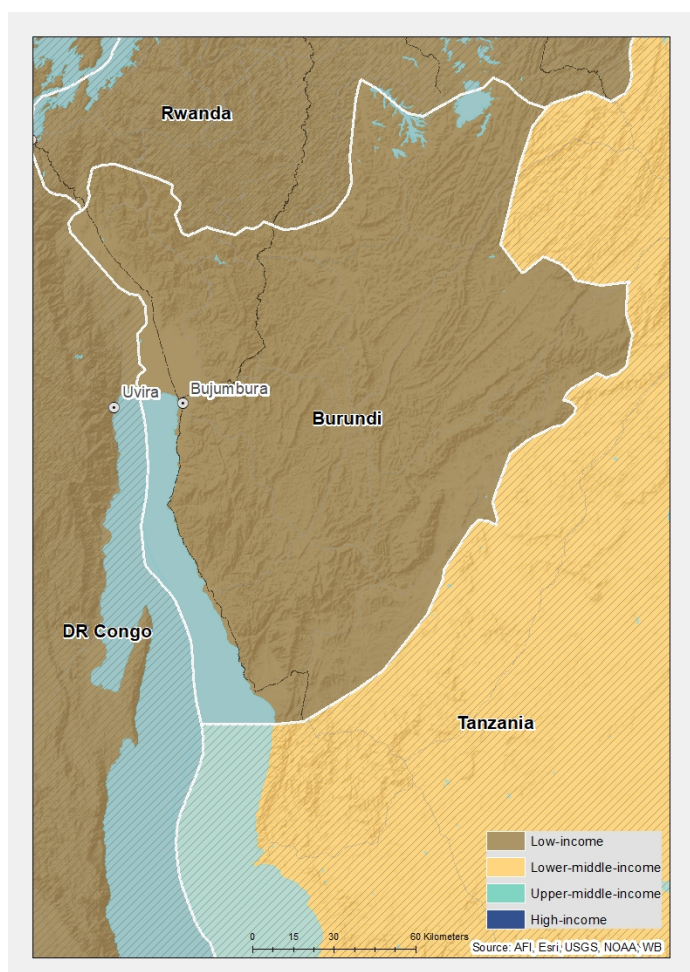 Rwanda
Uvira
Bujumbura
Burundi
DR Congo
Tanzania
Low-income
Lower-middle-income
Upper-middle-income
High-income
0 15 30 60 Kilometers
Source: AFI, Esri, USGS, NOAA, WB